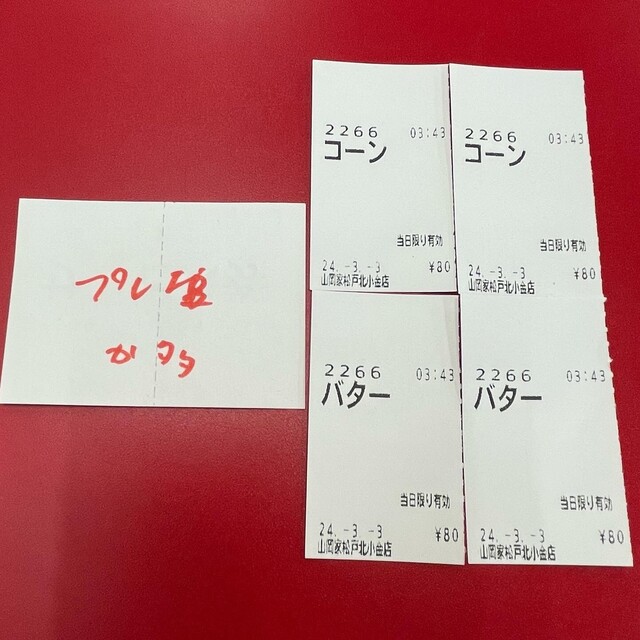 プレ塩
かタタ
2266 03:43
コーン
当日限り有効
24.-3.-3
山岡家松戸北小金店 ¥80
2266 03:43
コーン
当日限り有効
24.-3.-3
山岡家松戸北小金店 ¥80
2266 03:43
バター
当日限り有効
24.-3.-3
山岡家松戸北小金店 ¥80
2266 03:43
バター
当日限り有効
24.-3.-3
山岡家松戸北小金店 ¥80